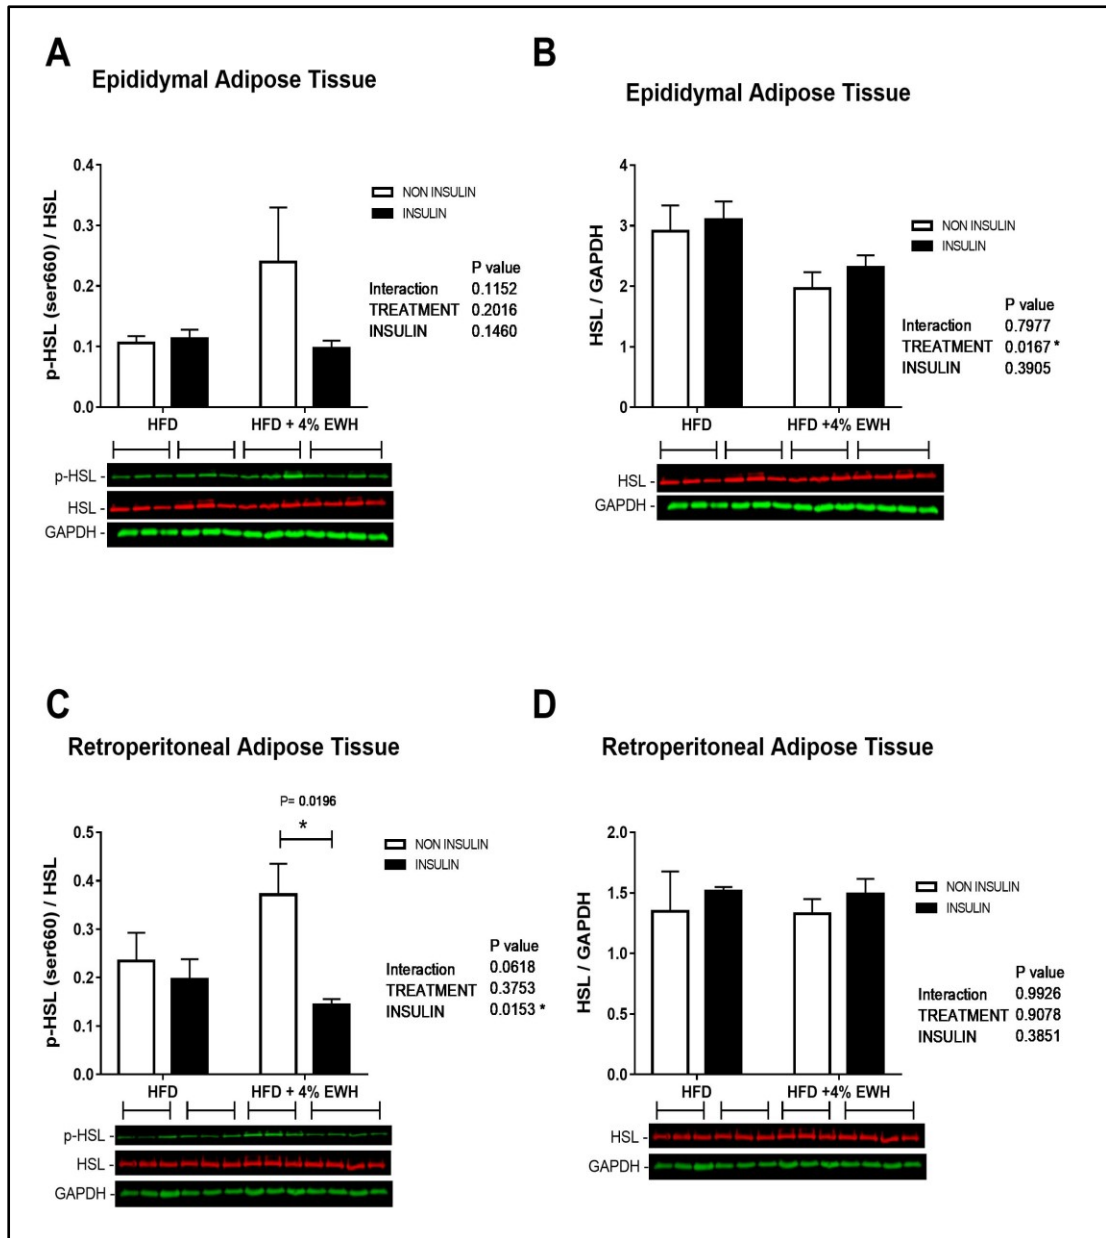 A
Epididymal Adipose Tissue
p-HSL (ser660) / HSL
0.4
0.3
0.2
0.1
0.0
NON INSULIN
INSULIN
P value
Interaction 0.1152
TREATMENT 0.2016
INSULIN 0.1460
HFD HFD + 4% EWH
p-HSL -
HSL -
GAPDH -
B
Epididymal Adipose Tissue
HSL / GAPDH
4
3
2
1
0
NON INSULIN
INSULIN
P value
Interaction 0.7977
TREATMENT 0.0167 *
INSULIN 0.3905
HFD HFD +4% EWH
HSL -
GAPDH -
C
Retroperitoneal Adipose Tissue
P= 0.0196
*
p-HSL (ser660) / HSL
0.5
0.4
0.3
0.2
0.1
0.0
NON INSULIN
INSULIN
P value
Interaction 0.0618
TREATMENT 0.3753
INSULIN 0.0153 *
HFD HFD + 4% EWH
p-HSL -
HSL -
GAPDH -
D
Retroperitoneal Adipose Tissue
HSL / GAPDH
2.0
1.5
1.0
0.5
0.0
NON INSULIN
INSULIN
P value
Interaction 0.9926
TREATMENT 0.9078
INSULIN 0.3851
HFD HFD +4% EWH
HSL -
GAPDH -